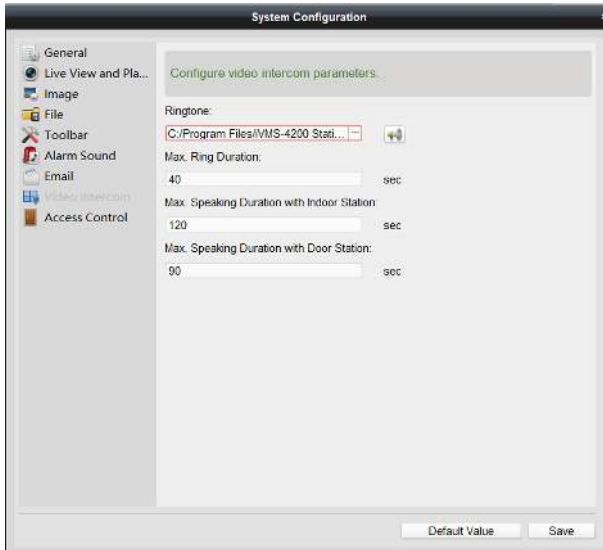 System Configuration
General
Live View and Pla...
Image
File
Toolbar
Alarm Sound
Email
Video Intercom
Access Control
Configure video intercom parameters.
Ringtone:
C:/Program Files/iVMS-4200 Stati... ...
Max. Ring Duration:
40 sec
Max. Speaking Duration with Indoor Station:
120 sec
Max. Speaking Duration with Door Station:
90 sec
Default Value Save